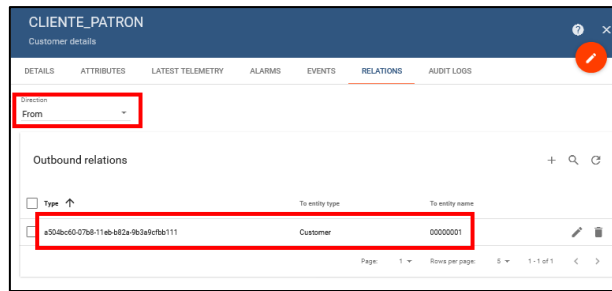 CLIENTE_PATRON
Customer details
DETAILS ATTRIBUTES LATEST TELEMETRY ALARMS EVENTS RELATIONS AUDIT LOGS
Direction
From
Outbound relations
Type To entity type To entity name
a504bc60-07b8-11eb-b82a-9b3a9cfbb111 Customer 00000001
Page: 1 Rows per page: 5 1 - 1 of 1